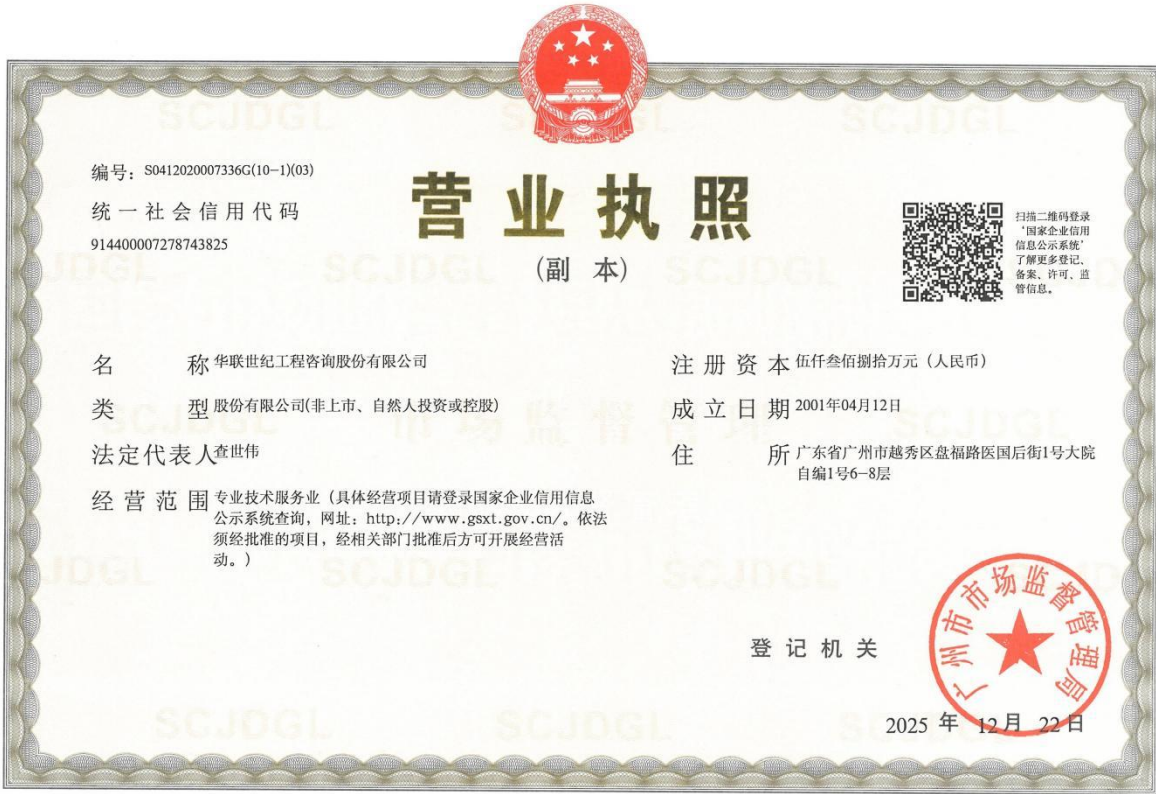 编号：S0412020007336G(10-1)(03)
统一社会信用代码
914400007278743825
营业执照
(副 本)
扫描二维码登录
‘国家企业信用
信息公示系统’
了解更多登记、
备案、许可、监
管信息。
名 称 华联世纪工程咨询股份有限公司
类 型 股份有限公司(非上市、自然人投资或控股)
法定代表人 查世伟
经营范围 专业技术服务业（具体经营项目请登录国家企业信用信息
公示系统查询，网址：http://www.gsxt.gov.cn/。依法
须经批准的项目，经相关部门批准后方可开展经营活
动。）
注册资本 伍仟叁佰捌拾万元（人民币）
成立日期 2001年04月12日
住 所 广东省广州市越秀区盘福路医国后街1号大院
自编1号6-8层
登记机关
广州市市场监督管理局
2025 年 12月 22日
SCJDGL
市场监督管理